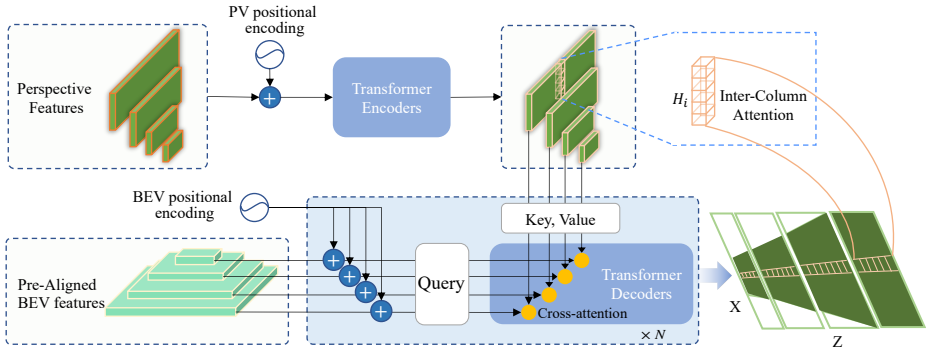 PV positional
encoding
Perspective
Features
Transformer
Encoders
H_i
Inter-Column
Attention
BEV positional
encoding
Key, Value
Pre-Aligned
BEV features
Query
Transformer
Decoders
Cross-attention
× N
X
Z